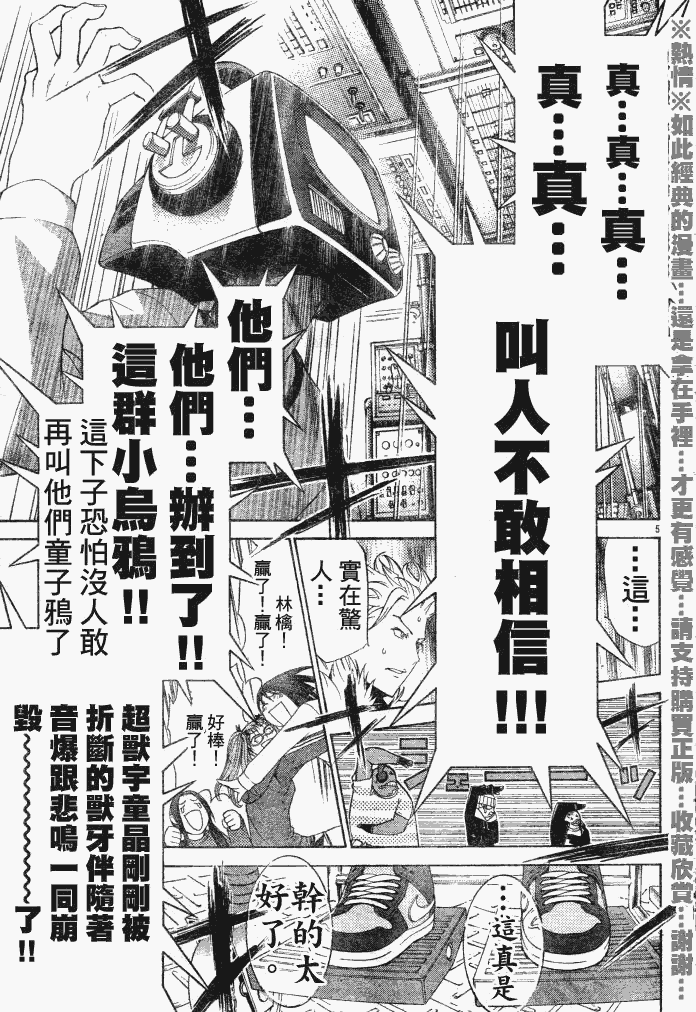 ※熱情※如此經典的漫畫…還是拿在手裡…才更有感覺…請支持購買正版…收藏欣賞…謝謝…
真…真…真…
真…真…
叫人不敢相信!!!
他們…
他們…辦到了!!
這群小烏鴉!!
這下子恐怕沒人敢
再叫他們童子鴉了
5
…這…
實在驚
人…
林檎!
贏了!贏了!
好棒!
贏了!
超獸宇童晶剛剛被
折斷的獸牙伴隨著
音爆跟悲鳴一同崩
毀~~~~~~了!!
…這真是
幹的太
好了。